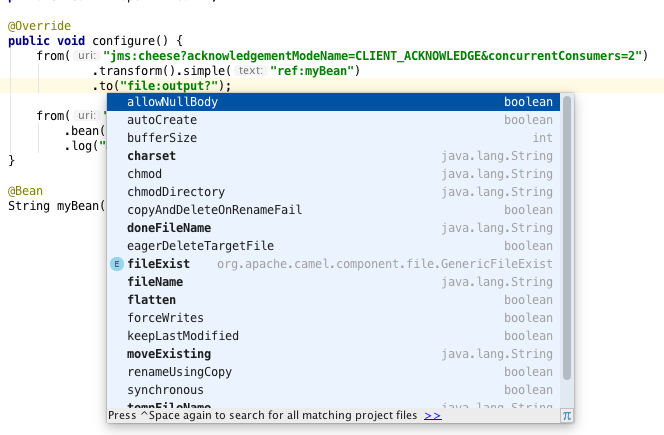 @Override
public void configure() {
from( uri: "jms:cheese?acknowledgementModeName=CLIENT_ACKNOWLEDGE&concurrentConsumers=2")
.transform().simple( text: "ref:myBean")
.to("file:output?");
allowNullBody boolean
autoCreate boolean
from( uri: "
bufferSize int
.bean(
charset java.lang.String
.log("
}
chmod java.lang.String
chmodDirectory java.lang.String
@Bean
copyAndDeleteOnRenameFail boolean
String myBean(
doneFileName java.lang.String
eagerDeleteTargetFile boolean
E fileExist org.apache.camel.component.file.GenericFileExist
fileName java.lang.String
flatten boolean
forceWrites boolean
keepLastModified boolean
moveExisting java.lang.String
renameUsingCopy boolean
synchronous boolean
tempFileName java.lang.String
Press ^Space again to search for all matching project files >> π